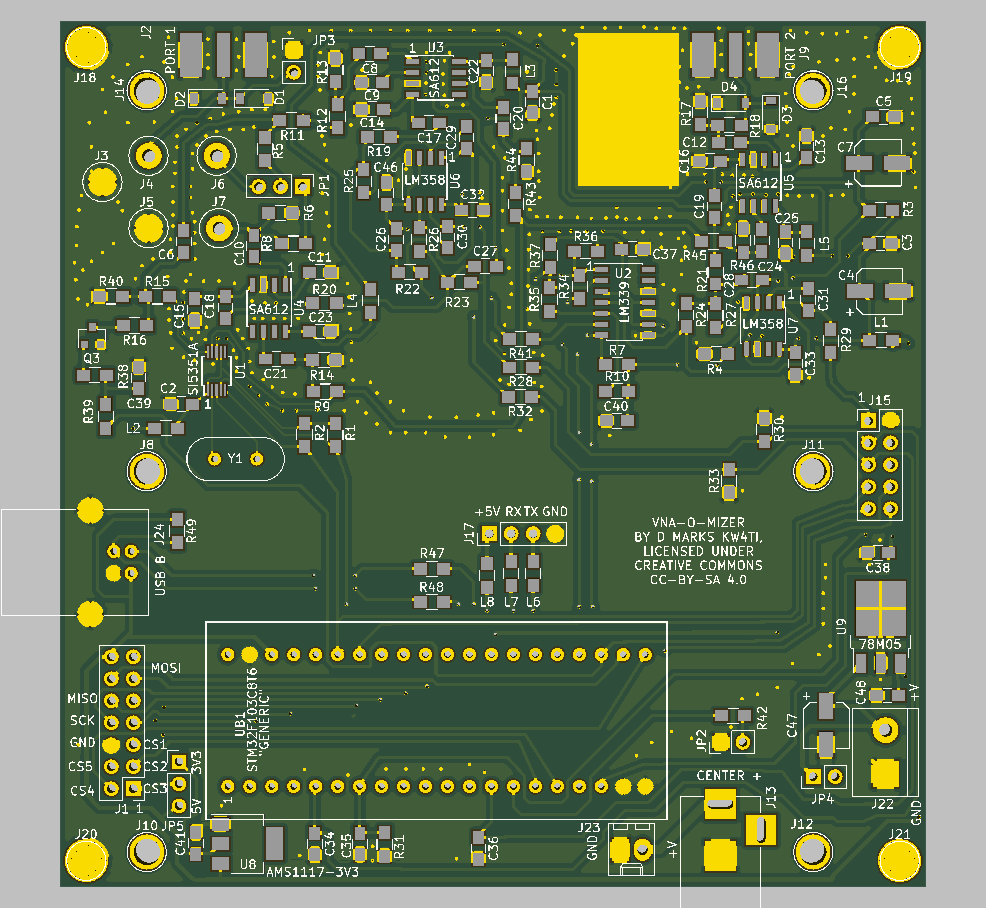 J2
PORT 1
JP3
1
U3
SA612
C8
R13
C22
L3
PORT 2
J9
J18
J19
J14
D2
D1
C9
C1
D4
J16
R17
D3
C5
R12
C14
C20
R18
R11
C17
C29
C12
C13
C7
R5
R19
R44
C16
1
J3
J4
J6
JP1
R25
C46
LM358
1
U6
R43
SA612
U5
+
J5
J7
R6
C32
C19
C25
R3
C6
C10
R8
C26
R26
C30
R37
R36
R45
L5
C3
C11
C27
U2
C37
R46
C24
1
R22
R34
R21
C28
C4
R40
R15
R20
R23
R35
1
LM339
C31
C15
C18
SA612
U4
L4
R24
R27
LM358
U7
+
R16
C23
R41
R29
L1
Q3
SI5351A
U1
C21
R14
R7
R4
C33
R38
R28
R10
C39
C2
1
R9
R32
C40
1 J15
R39
L2
R2
R1
R30
J8
Y1
J11
R33
J24
R49
+5V RX TX GND
J17
VNA-O-MIZER
BY D MARKS KW4TI,
LICENSED UNDER
CREATIVE COMMONS
CC-BY-SA 4.0
USB B
R47
C38
R48
L8 L7 L6
U9
78M05
MOSI
MISO
UB1
STM32F103C8T6
"GENERIC"
C48
+V
SCK
C47
+
R42
GND
CS1
JP2
CS5
CS2
3V3
CENTER +
CS4
CS3
1
JP4
J22
J1 1
JP5
5V
J13
GND
J20
J10
C41
U8
AMS1117-3V3
C34
C35
R31
C36
J23
GND
+V
J12
J21